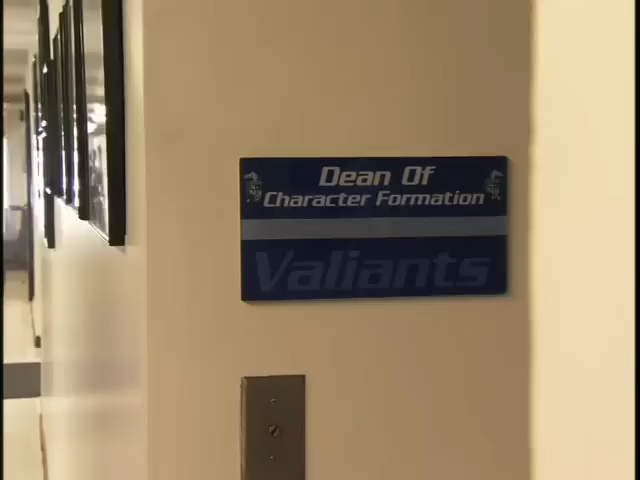 Dean Of
Character Formation
Valiants